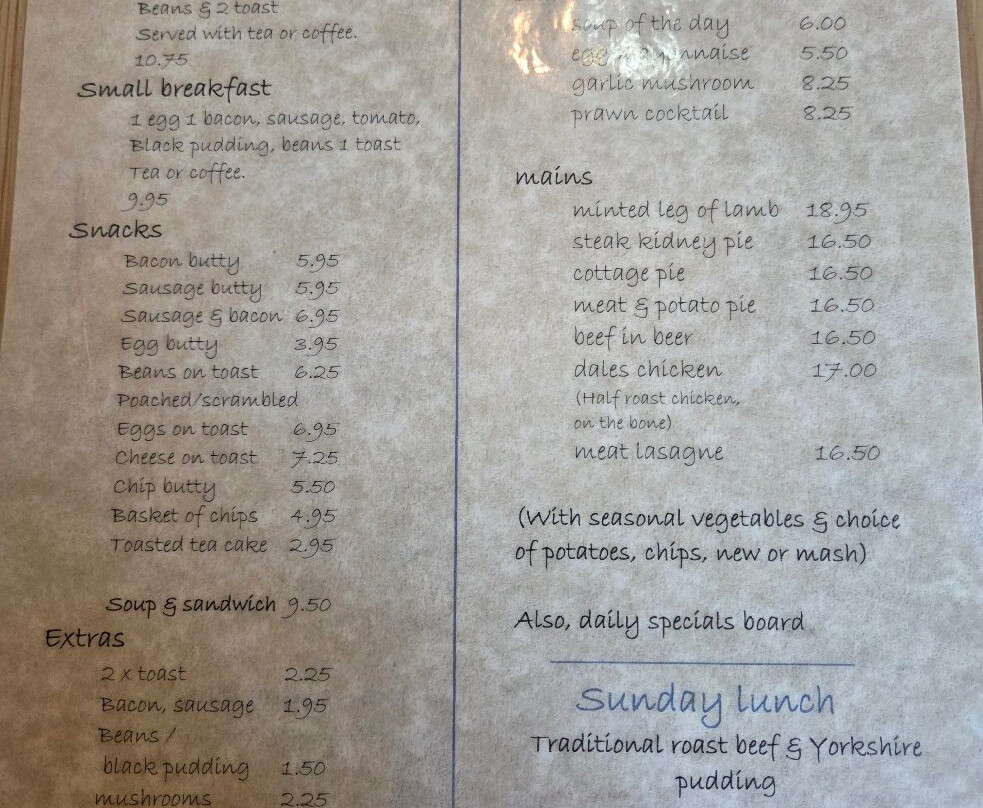 Beans & 2 toast
Served with tea or coffee.
10.75
Small breakfast
1 egg 1 bacon, sausage, tomato,
Black pudding, beans 1 toast
Tea or coffee.
9.95
Snacks
Bacon butty 5.95
Sausage butty 5.95
Sausage & bacon 6.95
Egg butty 3.95
Beans on toast 6.25
Poached/scrambled
Eggs on toast 6.95
Cheese on toast 7.25
Chip butty 5.50
Basket of chips 4.95
Toasted tea cake 2.95
Soup & sandwich 9.50
Extras
2 x toast 2.25
Bacon, sausage 1.95
Beans /
black pudding 1.50
mushrooms 2.25
soup of the day 6.00
egg mayonnaise 5.50
garlic mushroom 8.25
prawn cocktail 8.25
mains
minted leg of lamb 18.95
steak kidney pie 16.50
cottage pie 16.50
meat & potato pie 16.50
beef in beer 16.50
dales chicken 17.00
(Half roast chicken,
on the bone)
meat lasagne 16.50
(With seasonal vegetables & choice
of potatoes, chips, new or mash)
Also, daily specials board
Sunday lunch
Traditional roast beef & Yorkshire
pudding